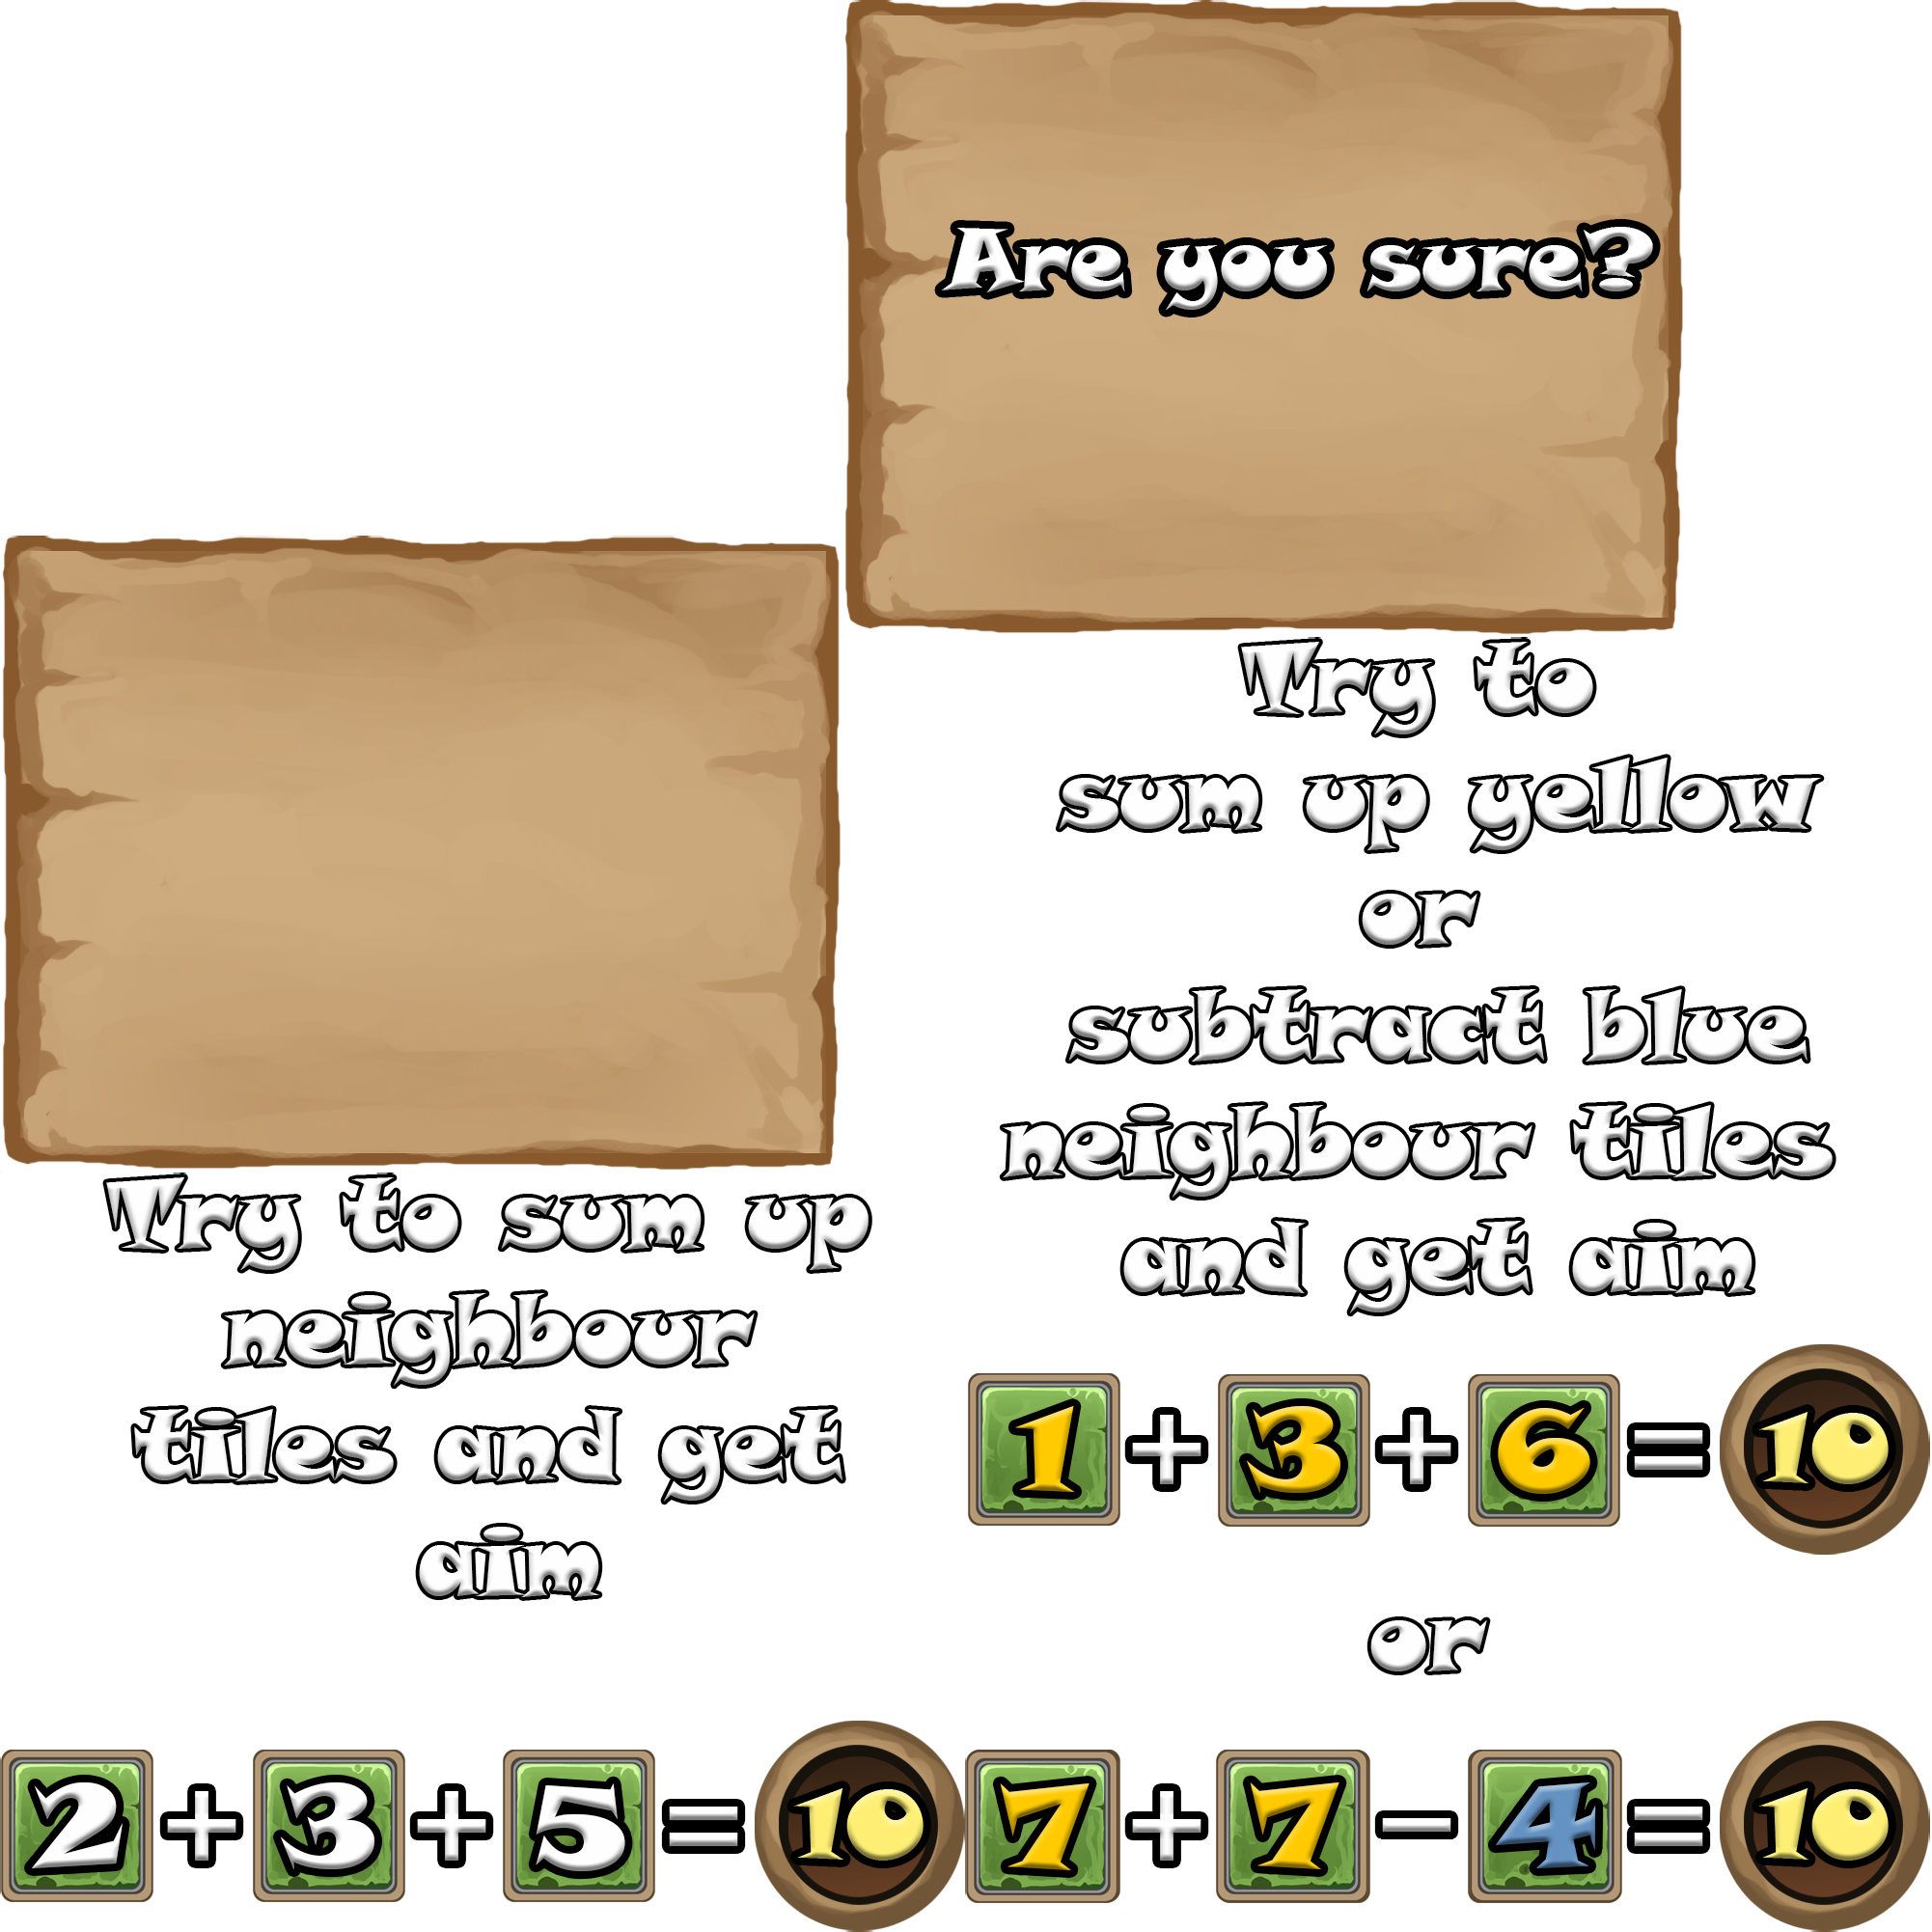 Are you sure?
Try to
sum up yellow
or
subtract blue
neighbour tiles
and get aim
1+3+6=10
or
7+7-4=10
Try to sum up
neighbour
tiles and get
aim
2+3+5=10